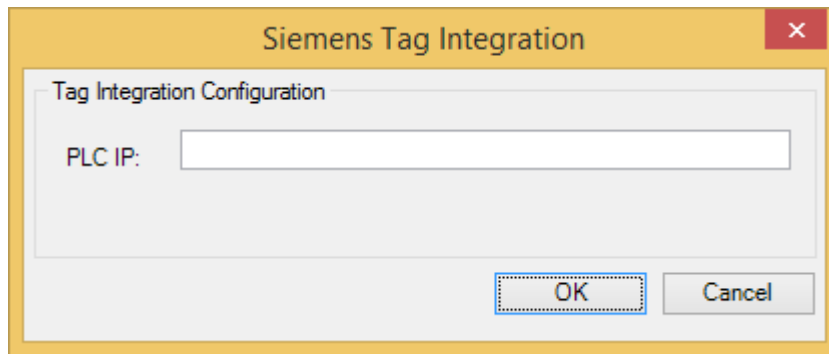 Siemens Tag Integration
Tag Integration Configuration
PLC IP:
OK Cancel